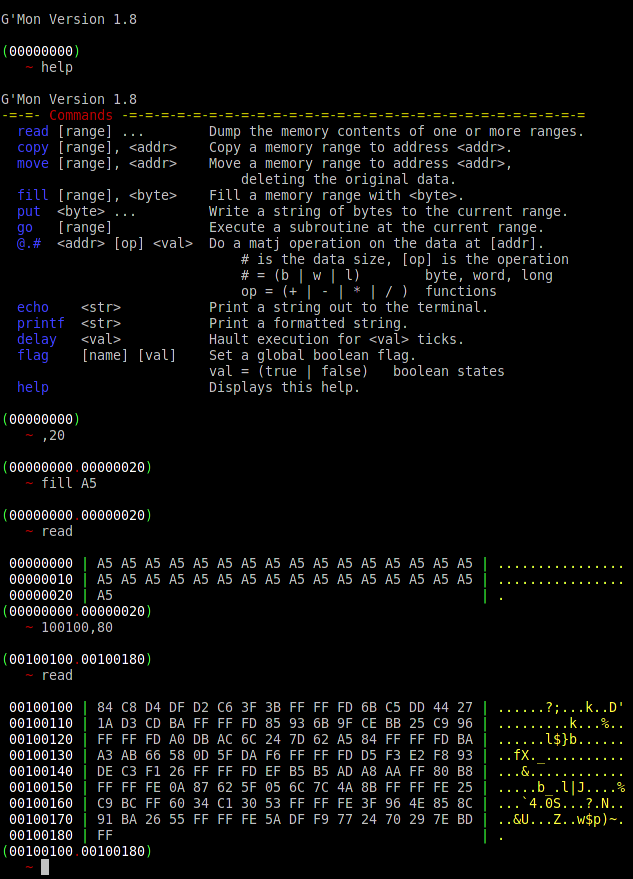 G'Mon Version 1.8
(00000000)
~ help
G'Mon Version 1.8
-=-=- Commands -=-=-=-=-=-=-=-=-=-=-=-=-=-=-=-=-=-=-=-=-=-=-=-=-=-=-=-=-=
read [range] ... Dump the memory contents of one or more ranges.
copy [range], <addr> Copy a memory range to address <addr>.
move [range], <addr> Move a memory range to address <addr>,
deleting the original data.
fill [range], <byte> Fill a memory range with <byte>.
put <byte> ... Write a string of bytes to the current range.
go [range] Execute a subroutine at the current range.
@.# <addr> [op] <val> Do a matj operation on the data at [addr].
# is the data size, [op] is the operation
# = (b | w | l) byte, word, long
op = (+ | - | * | / ) functions
echo <str> Print a string out to the terminal.
printf <str> Print a formatted string.
delay <val> Hault execution for <val> ticks.
flag [name] [val] Set a global boolean flag.
val = (true | false) boolean states
help Displays this help.
(00000000)
~ ,20
(00000000.00000020)
~ fill A5
(00000000.00000020)
~ read
00000000 | A5 A5 A5 A5 A5 A5 A5 A5 A5 A5 A5 A5 A5 A5 A5 A5 | ................
00000010 | A5 A5 A5 A5 A5 A5 A5 A5 A5 A5 A5 A5 A5 A5 A5 A5 | ................
00000020 | A5 | .
(00000000.00000020)
~ 100100,80
(00100100.00100180)
~ read
00100100 | 84 C8 D4 DF D2 C6 3F 3B FF FF FD 6B C5 DD 44 27 | ......?;...k..D'
00100110 | 1A D3 CD BA FF FF FD 85 93 6B 9F CE BB 25 C9 96 | .........k...%..
00100120 | FF FF FD A0 DB AC 6C 24 7D 62 A5 84 FF FF FD BA | ......l$}b......
00100130 | A3 AB 66 58 0D 5F DA F6 FF FF FD D5 F3 E2 F8 93 | ..fX._..........
00100140 | DE C3 F1 26 FF FF FD EF B5 B5 AD A8 AA FF 80 B8 | ...&............
00100150 | FF FF FE 0A 87 62 5F 05 6C 7C 4A 8B FF FF FE 25 | .....b_.l|J....%
00100160 | C9 BC FF 60 34 C1 30 53 FF FF FE 3F 96 4E 85 8C | ...`4.0S...?.N..
00100170 | 91 BA 26 55 FF FF FE 5A DF F9 77 24 70 29 7E BD | ..&U...Z..w$p)~.
00100180 | FF | .
(00100100.00100180)
~